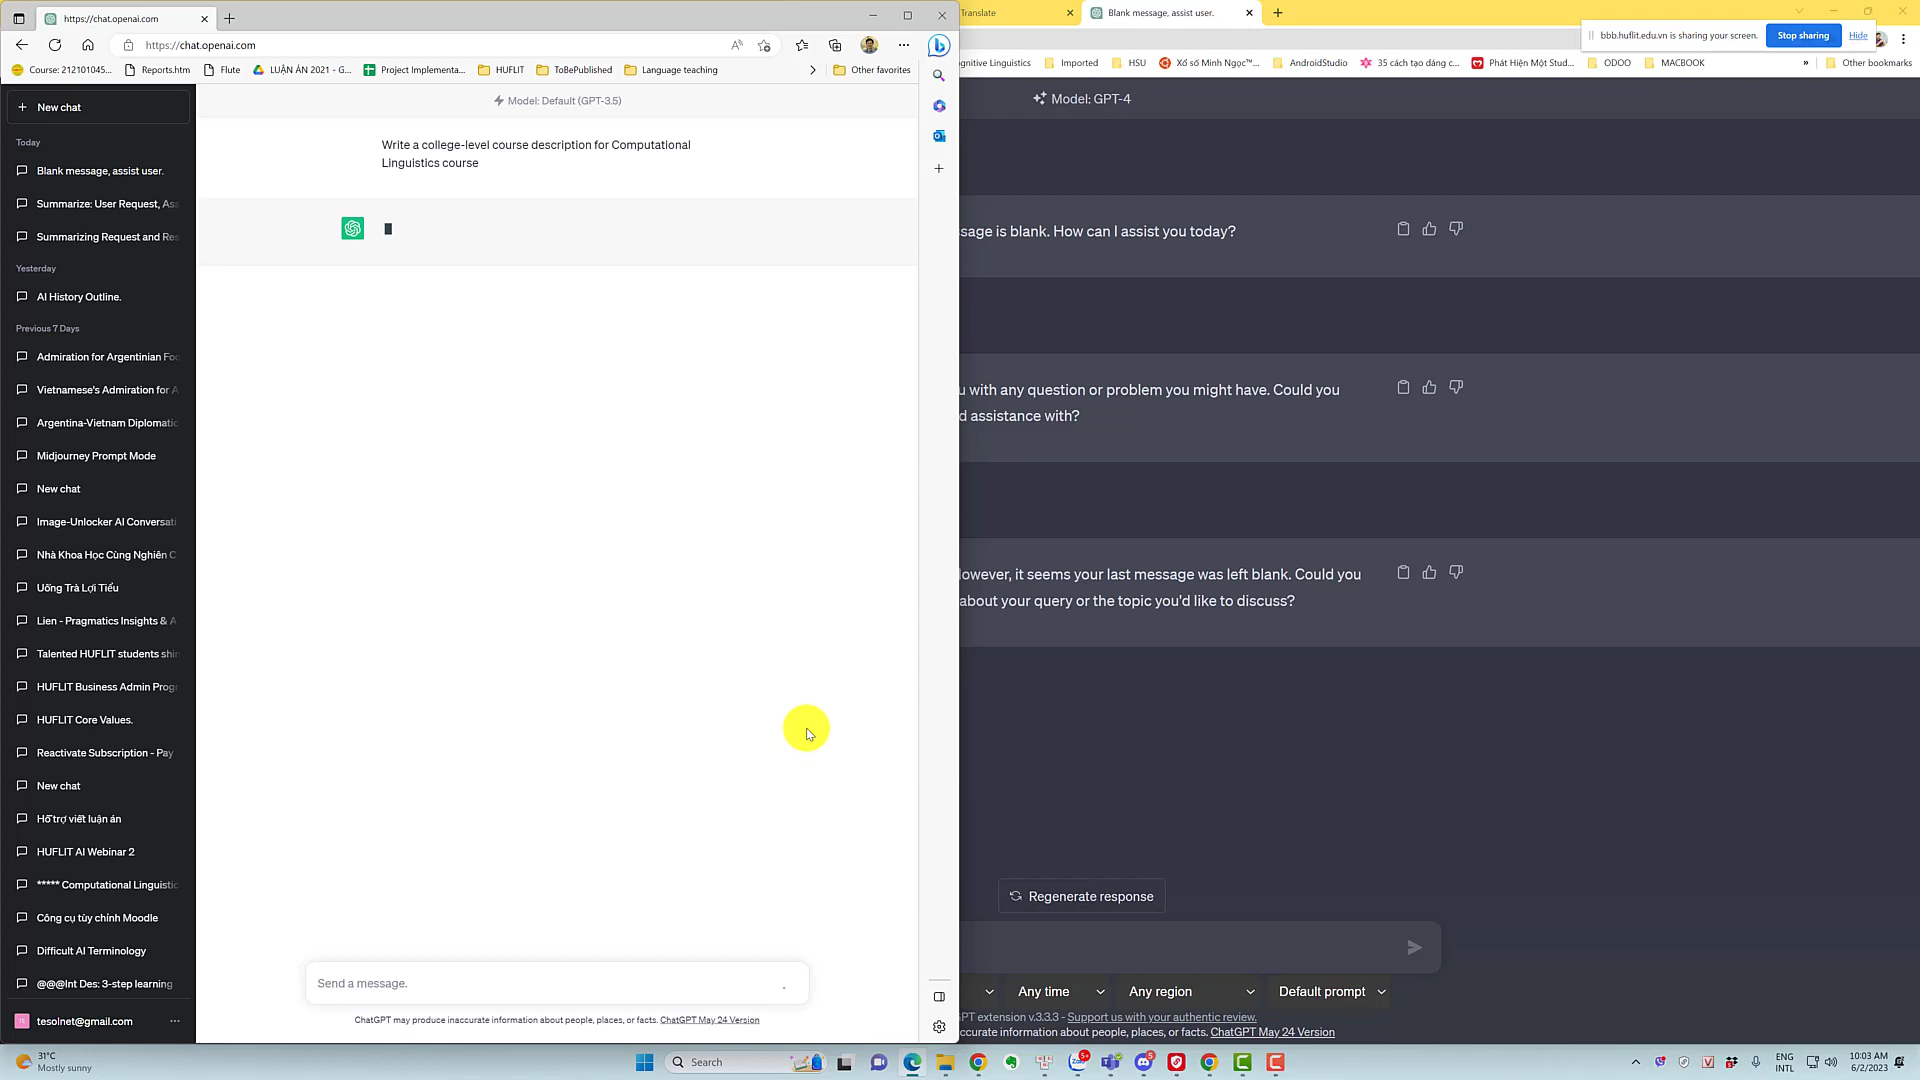 https://chat.openai.com
https://chat.openai.com
Course: 212101045...
Reports.htm
Flute
LUẬN ÁN 2021 - G...
Project Implementa...
HUFLIT
ToBePublished
Language teaching
Other favorites
New chat
Today
Blank message, assist user.
Summarize: User Request, Ass
Summarizing Request and Res
Yesterday
AI History Outline.
Previous 7 Days
Admiration for Argentinian Foo
Vietnamese's Admiration for A
Argentina-Vietnam Diplomatic
Midjourney Prompt Mode
New chat
Image-Unlocker AI Conversati
Nhà Khoa Học Cùng Nghiên C
Uống Trà Lợi Tiểu
Lien - Pragmatics Insights & A
Talented HUFLIT students shin
HUFLIT Business Admin Progr
HUFLIT Core Values.
Reactivate Subscription - Pay
New chat
Hỗ trợ viết luận án
HUFLIT AI Webinar 2
***** Computational Linguistic
Công cụ tùy chỉnh Moodle
Difficult AI Terminology
@@@Int Des: 3-step learning
tesolnet@gmail.com
Model: Default (GPT-3.5)
Write a college-level course description for Computational
Linguistics course
Send a message.
ChatGPT may produce inaccurate information about people, places, or facts. ChatGPT May 24 Version
Translate
Blank message, assist user.
bbb.huflit.edu.vn is sharing your screen.
Stop sharing
Hide
gnitive Linguistics
Imported
HSU
Xổ số Minh Ngọc™...
AndroidStudio
35 cách tạo dáng c...
Phát Hiện Một Stud...
ODOO
MACBOOK
Other bookmarks
Model: GPT-4
sage is blank. How can I assist you today?
u with any question or problem you might have. Could you
d assistance with?
owever, it seems your last message was left blank. Could you
about your query or the topic you'd like to discuss?
Regenerate response
Any time
Any region
Default prompt
PT extension v.3.3.3 - Support us with your authentic review.
ccurate information about people, places, or facts. ChatGPT May 24 Version
31°C
Mostly sunny
Search
5+
5
ENG
INTL
10:03 AM
6/2/2023